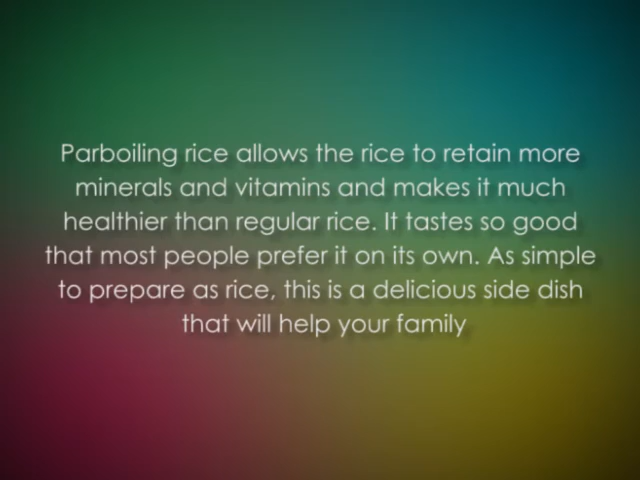 Parboiling rice allows the rice to retain more
minerals and vitamins and makes it much
healthier than regular rice. It tastes so good
that most people prefer it on its own. As simple
to prepare as rice, this is a delicious side dish
that will help your family